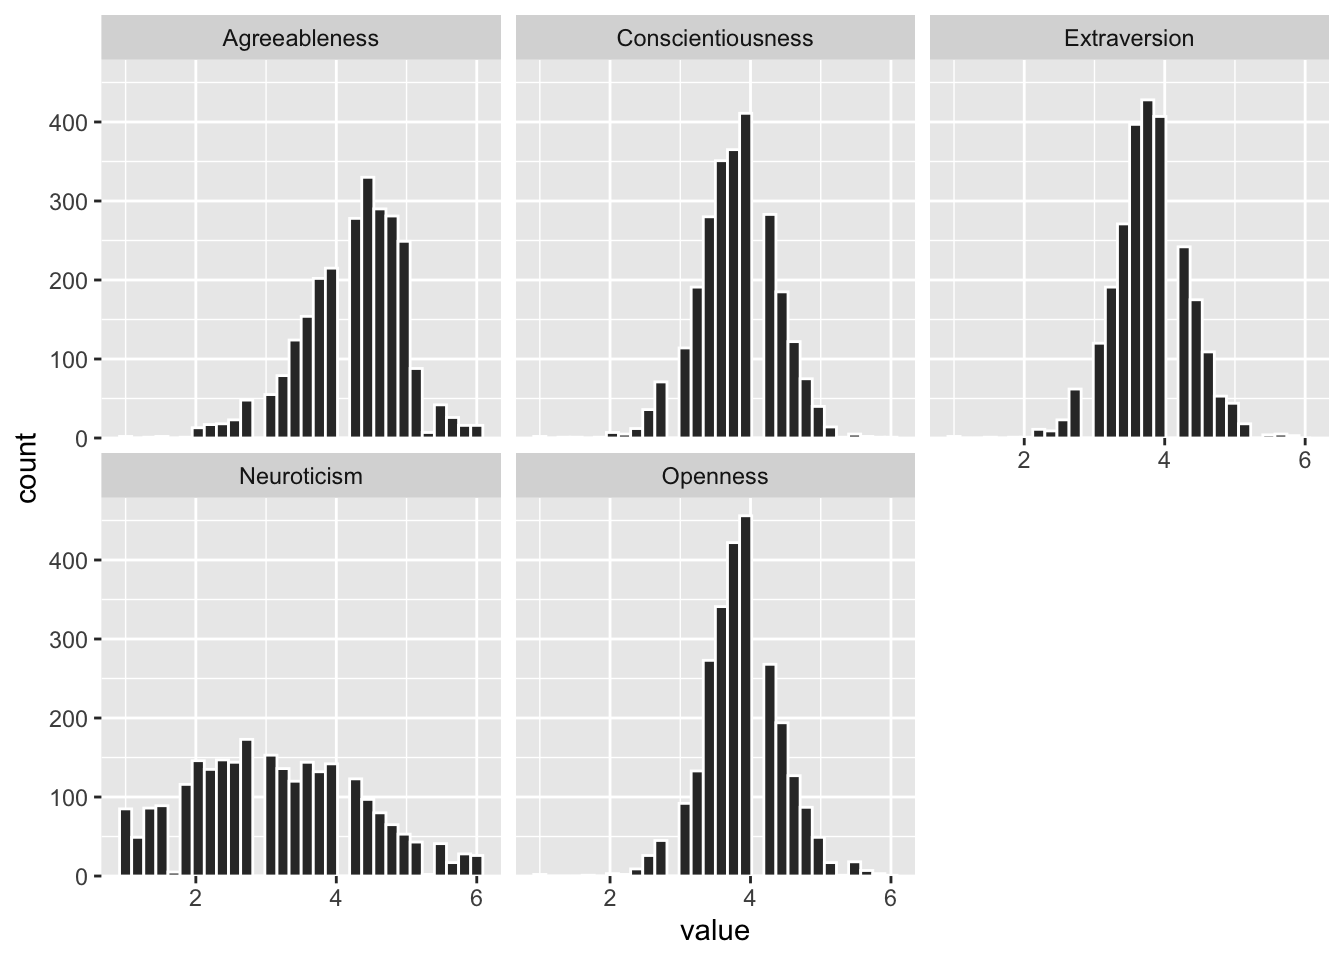 Agreeableness Conscientiousness Extraversion
400
300
200
100
0
2 4 6
count
Neuroticism Openness
400
300
200
100
0
2 4 6 2 4 6
value